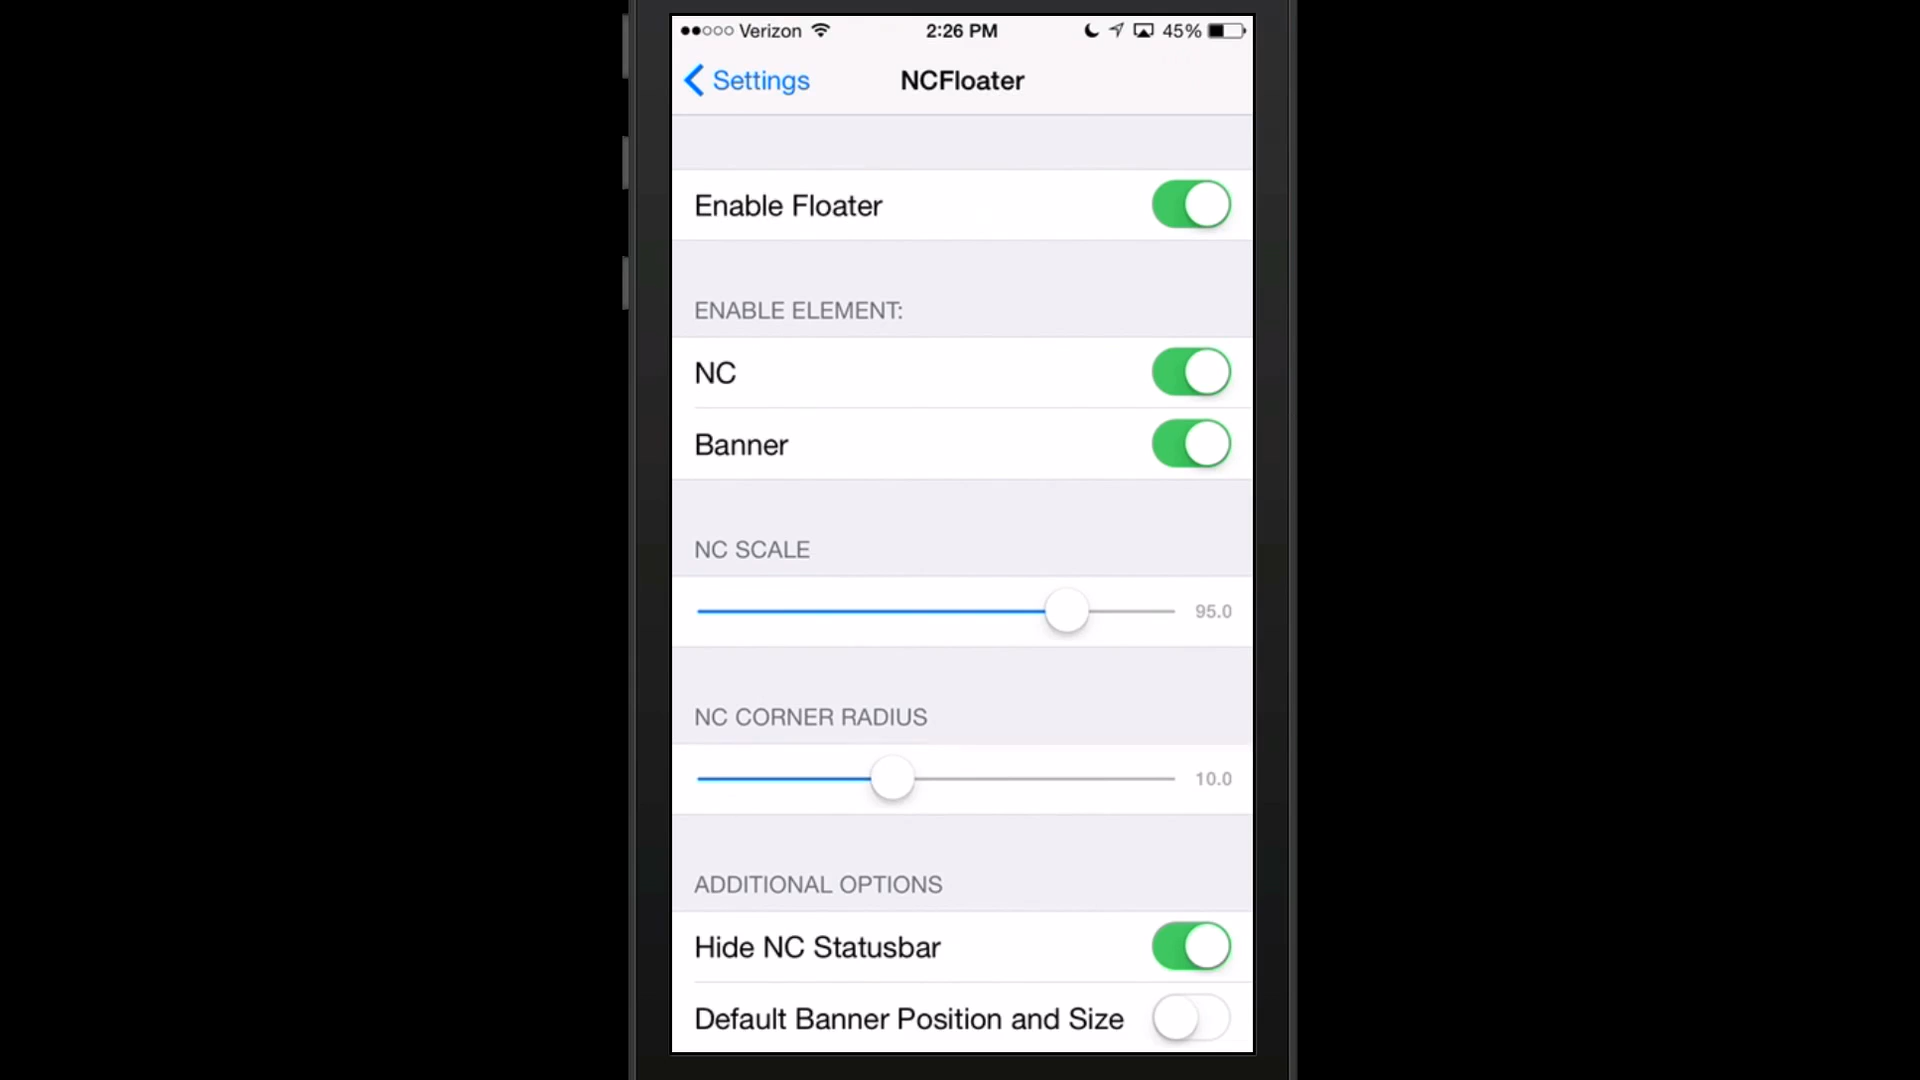 Verizon 2:26 PM 45%
Settings NCFloater
Enable Floater
ENABLE ELEMENT:
NC
Banner
NC SCALE
95.0
NC CORNER RADIUS
10.0
ADDITIONAL OPTIONS
Hide NC Statusbar
Default Banner Position and Size